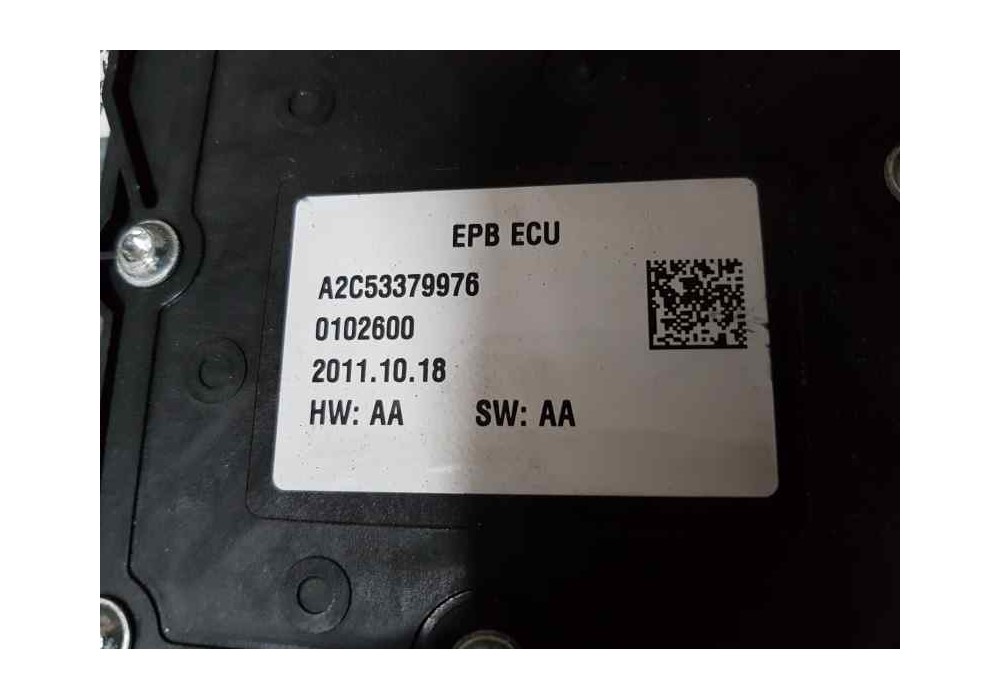 EPB ECU
A2C53379976
0102600
2011.10.18
HW: AA SW: AA